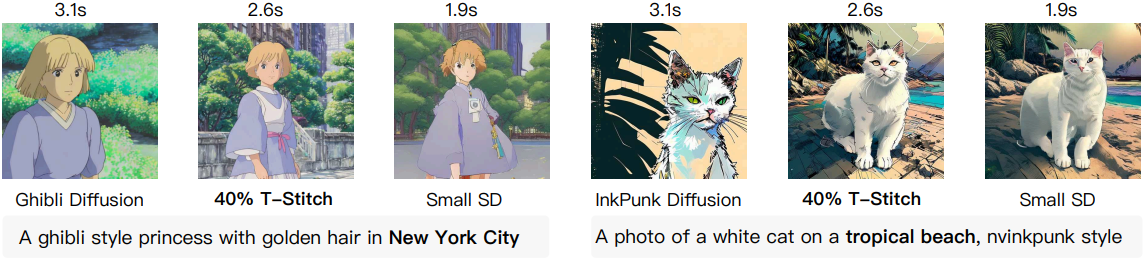 3.1s 2.6s 1.9s 3.1s 2.6s 1.9s
Ghibli Diffusion 40% T-Stitch Small SD InkPunk Diffusion 40% T-Stitch Small SD
A ghibli style princess with golden hair in New York City
A photo of a white cat on a tropical beach, nvinkpunk style